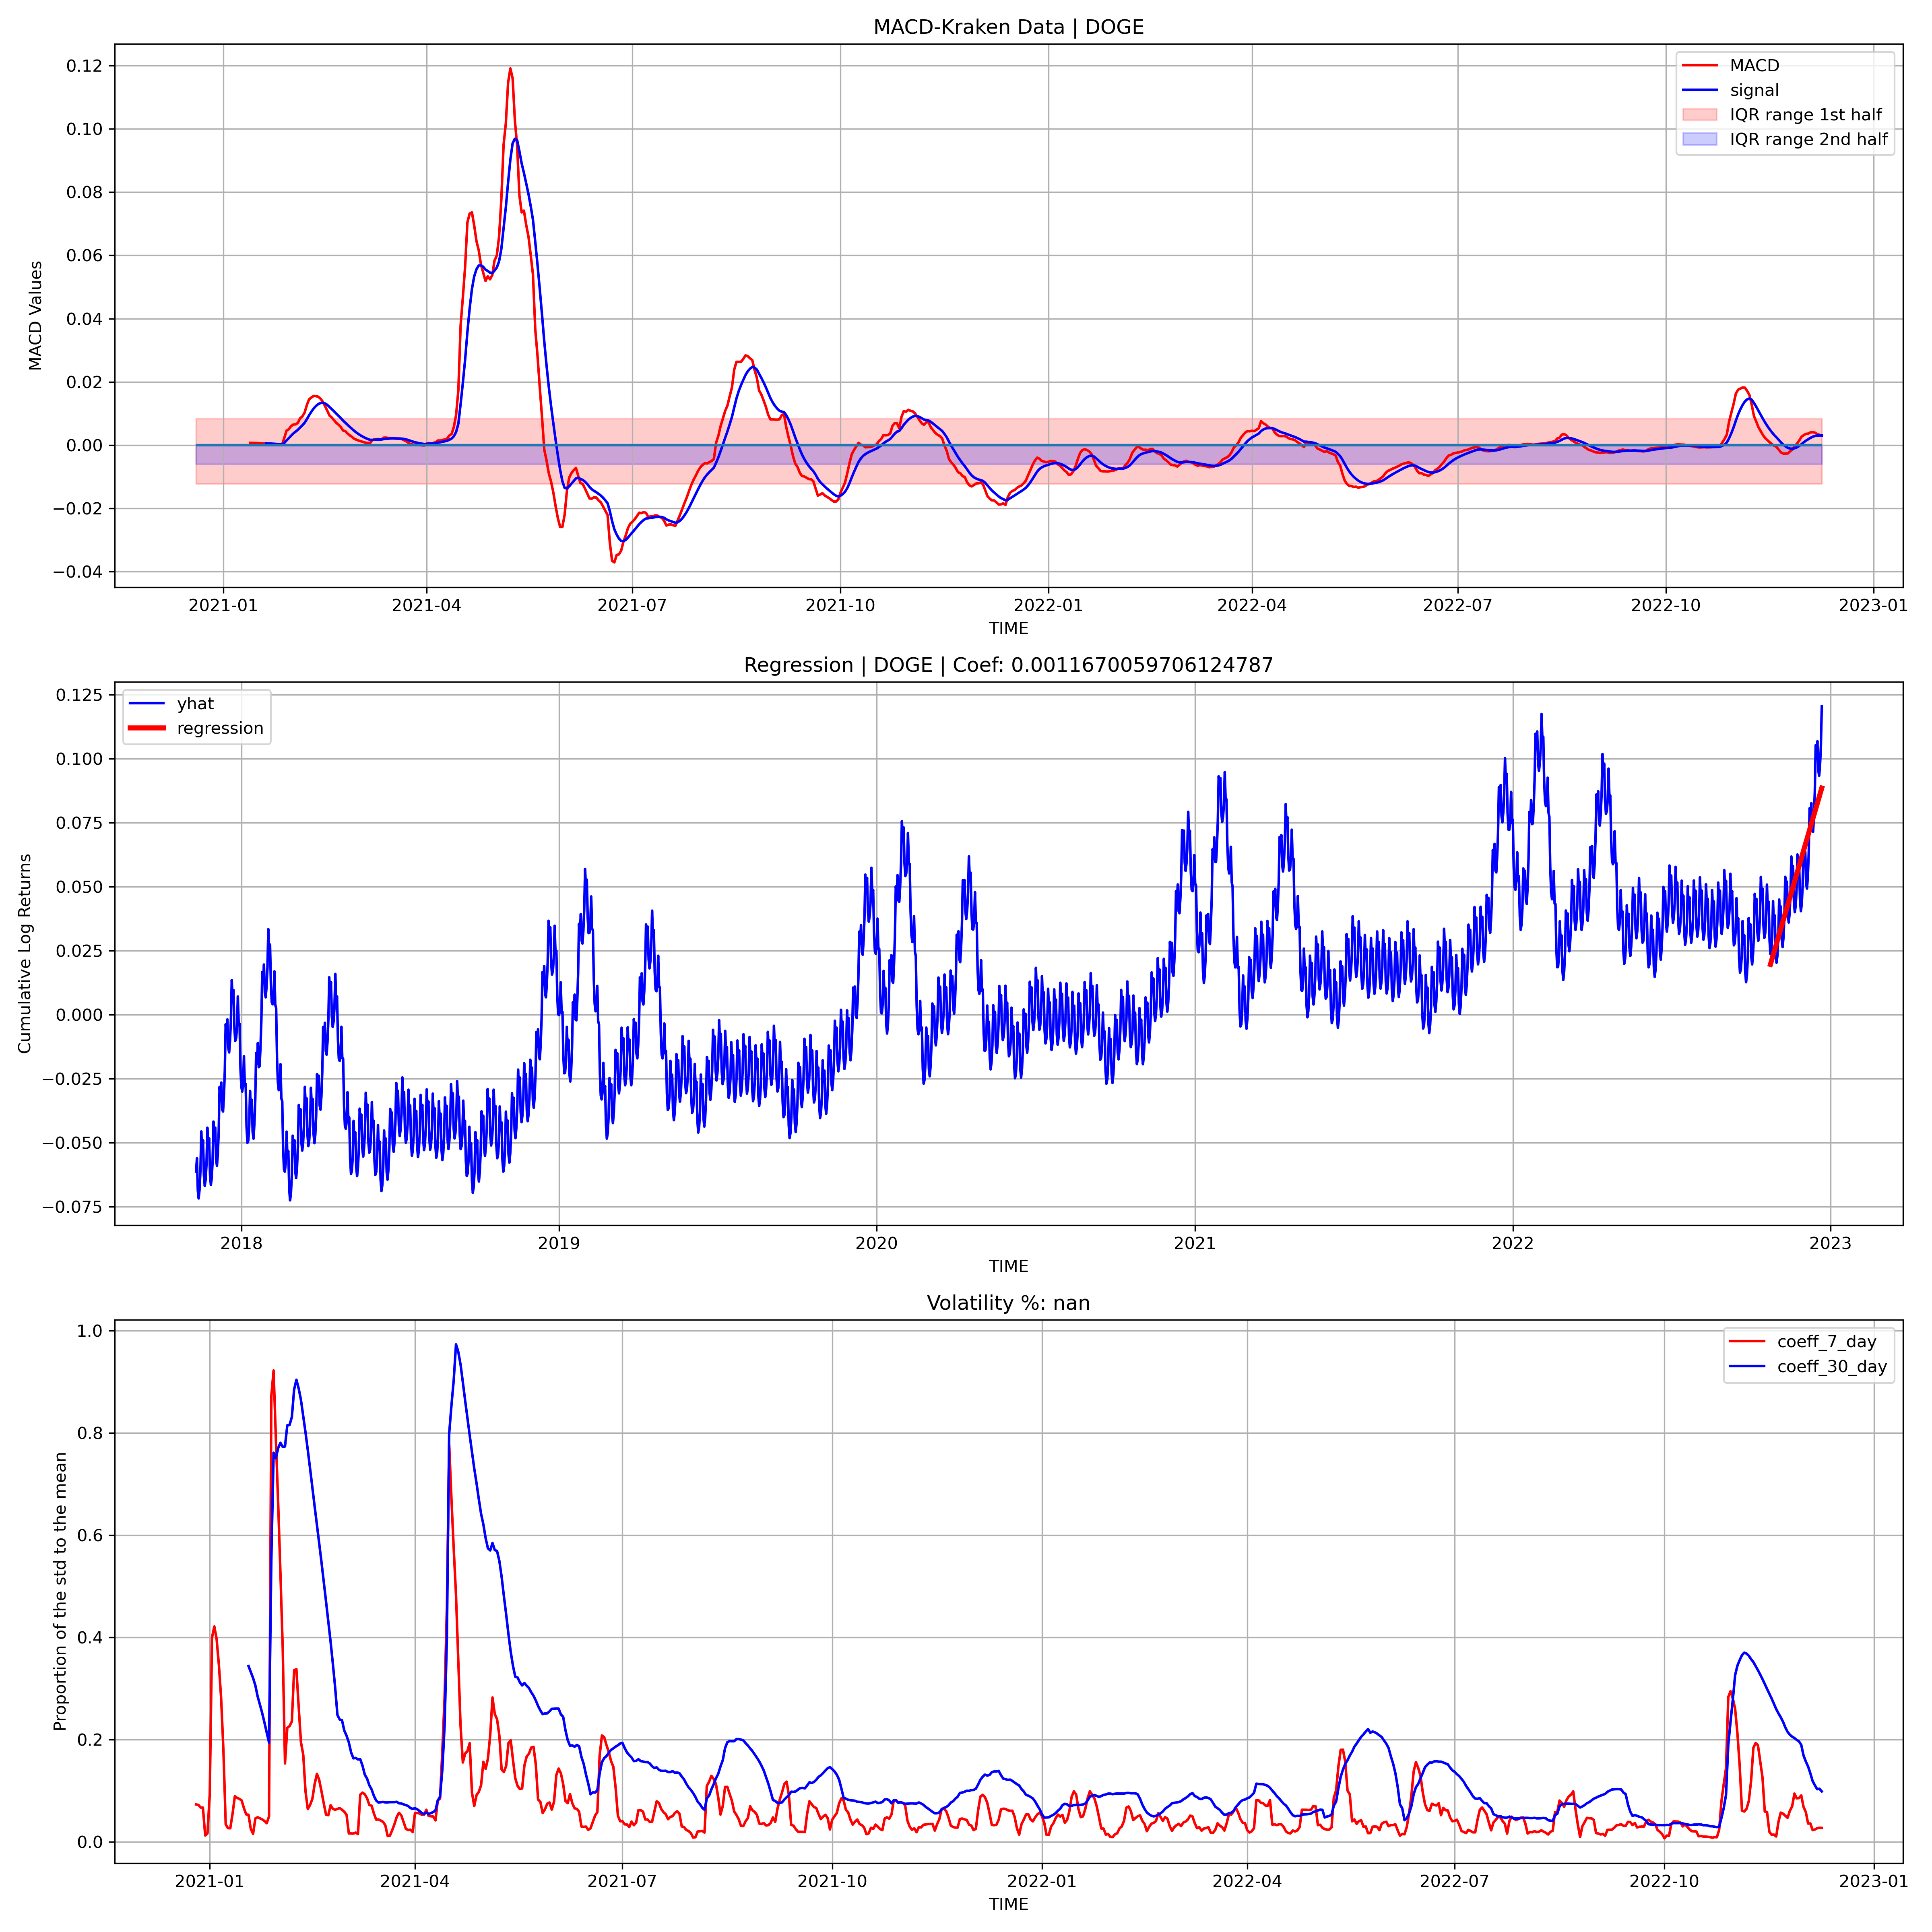 MACD-Kraken Data | DOGE
MACD Values
0.12
0.10
0.08
0.06
0.04
0.02
0.00
−0.02
−0.04
MACD
signal
IQR range 1st half
IQR range 2nd half
2021-01 2021-04 2021-07 2021-10 2022-01 2022-04 2022-07 2022-10 2023-01
TIME
Regression | DOGE | Coef: 0.0011670059706124787
Cumulative Log Returns
0.125
0.100
0.075
0.050
0.025
0.000
−0.025
−0.050
−0.075
yhat
regression
2018 2019 2020 2021 2022 2023
TIME
Volatility %: nan
Proportion of the std to the mean
1.0
0.8
0.6
0.4
0.2
0.0
coeff_7_day
coeff_30_day
2021-01 2021-04 2021-07 2021-10 2022-01 2022-04 2022-07 2022-10 2023-01
TIME